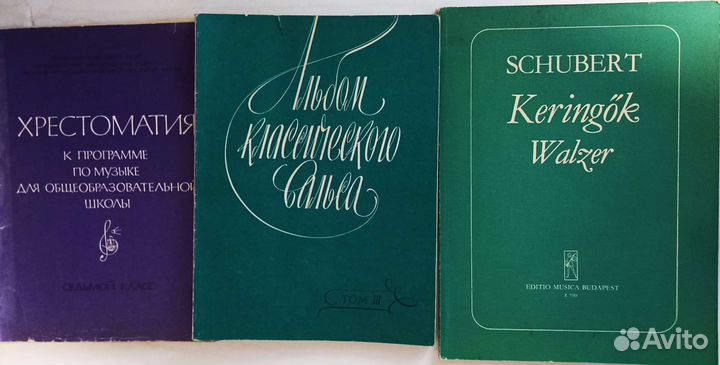 ХРЕСТОМАТИЯ
К ПРОГРАММЕ
ПО МУЗЫКЕ
ДЛЯ ОБЩЕОБРАЗОВАТЕЛЬНОЙ
ШКОЛЫ
СЕДЬМОЙ КЛАСС
Альбом
классического
вальса
ТОМ III
SCHUBERT
Keringők
Walzer
EDITIO MUSICA BUDAPEST
Avito